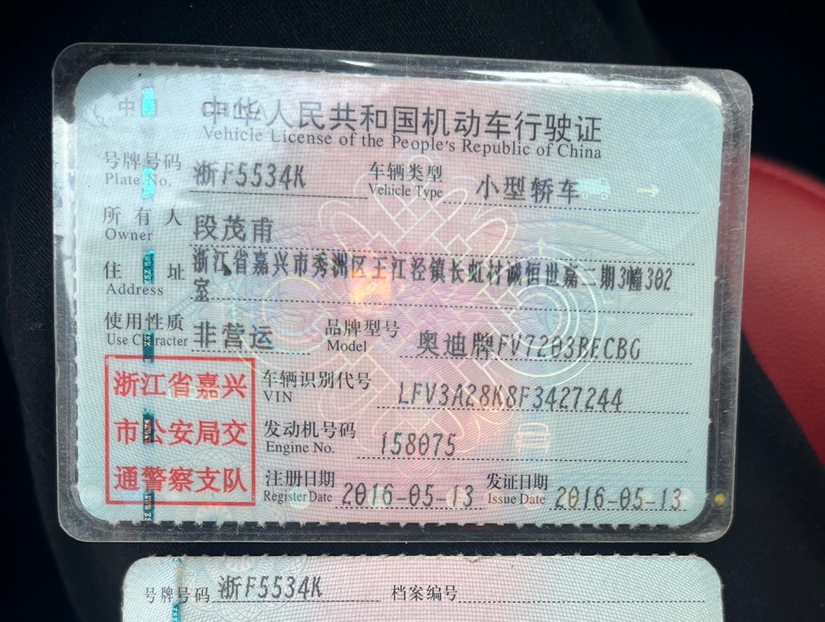 中国
中华人民共和国机动车行驶证
Vehicle License of the People's Republic of China
号牌号码 浙F5534K 车辆类型 小型轿车
Plate No. Vehicle Type
所有人 段茂甫
Owner
住址 浙江省嘉兴市秀洲区王江泾镇长虹村诚恒世嘉二期3幢302
Address 室
使用性质 非营运 品牌型号 奥迪牌FV7203BECBG
Use Character Model
浙江省嘉兴
市公安局交
通警察支队
车辆识别代号 LFV3A28K8F3427244
VIN
发动机号码 158075
Engine No.
注册日期 2016-05-13 发证日期 2016-05-13
Register Date Issue Date
号牌号码 浙F5534K 档案编号